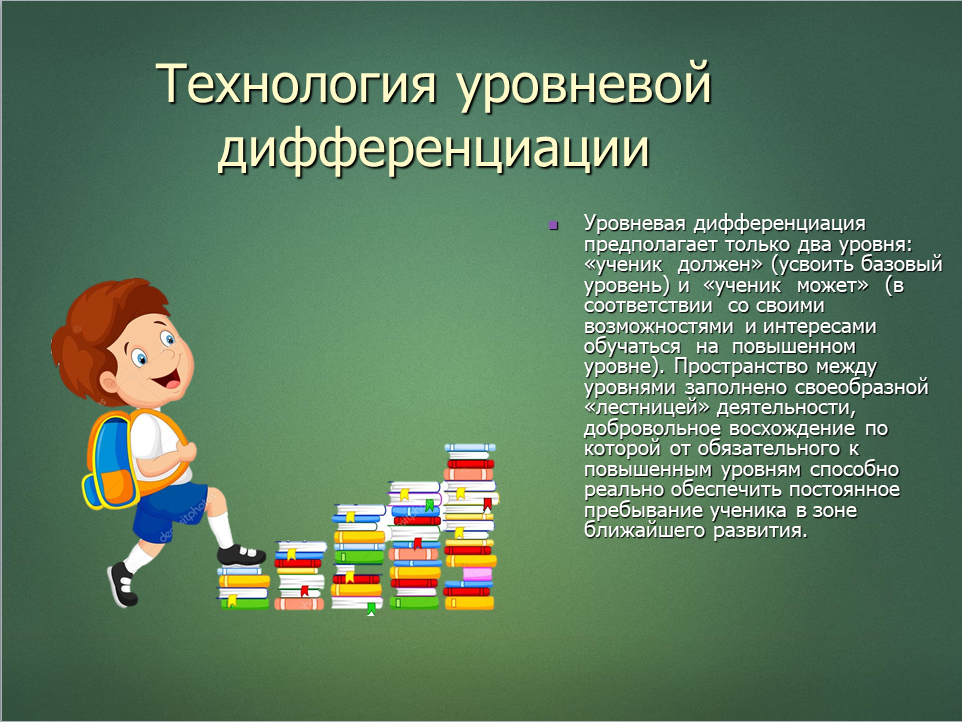 Технология уровневой
дифференциации
Уровневая дифференциация
предполагает только два уровня:
«ученик должен» (усвоить базовый
уровень) и «ученик может» (в
соответствии со своими
возможностями и интересами
обучаться на повышенном
уровне). Пространство между
уровнями заполнено своеобразной
«лестницей» деятельности,
добровольное восхождение по
которой от обязательного к
повышенным уровням способно
реально обеспечить постоянное
пребывание ученика в зоне
ближайшего развития.